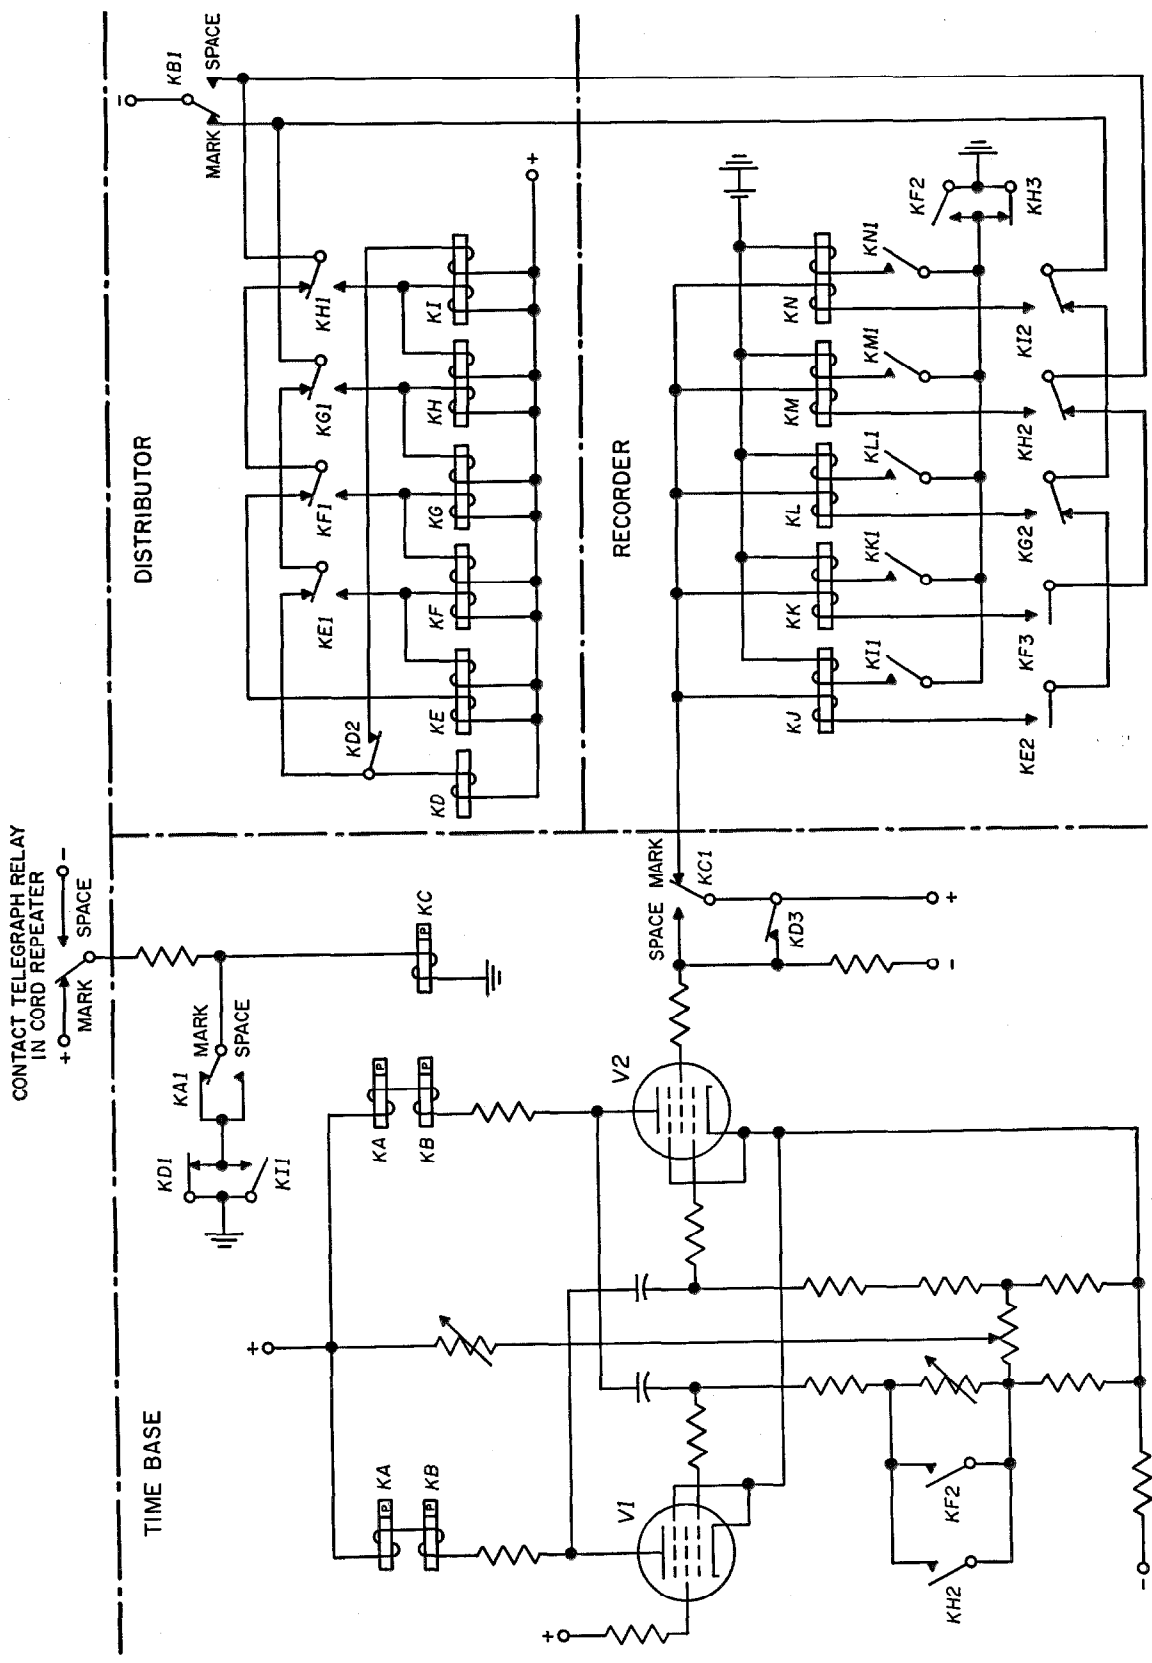 CONTACT TELEGRAPH RELAY
IN CORD REPEATER
+ -
MARK SPACE
TIME BASE
KD1
KI1
KA1
MARK
SPACE
+
KA P
KB P
KA P
KB P
KC P
V1
V2
+
KH2
KF2
-
SPACE MARK
KC1
KD3
- +
DISTRIBUTOR
KB1
-
MARK SPACE
KE1
KF1
KG1
KH1
KD2
KD
KE
KF
KG
KH
KI
+
RECORDER
KJ
KK
KL
KM
KN
KI1
KK1
KL1
KM1
KN1
KF2
KH3
KE2
KF3
KG2
KH2
KI2